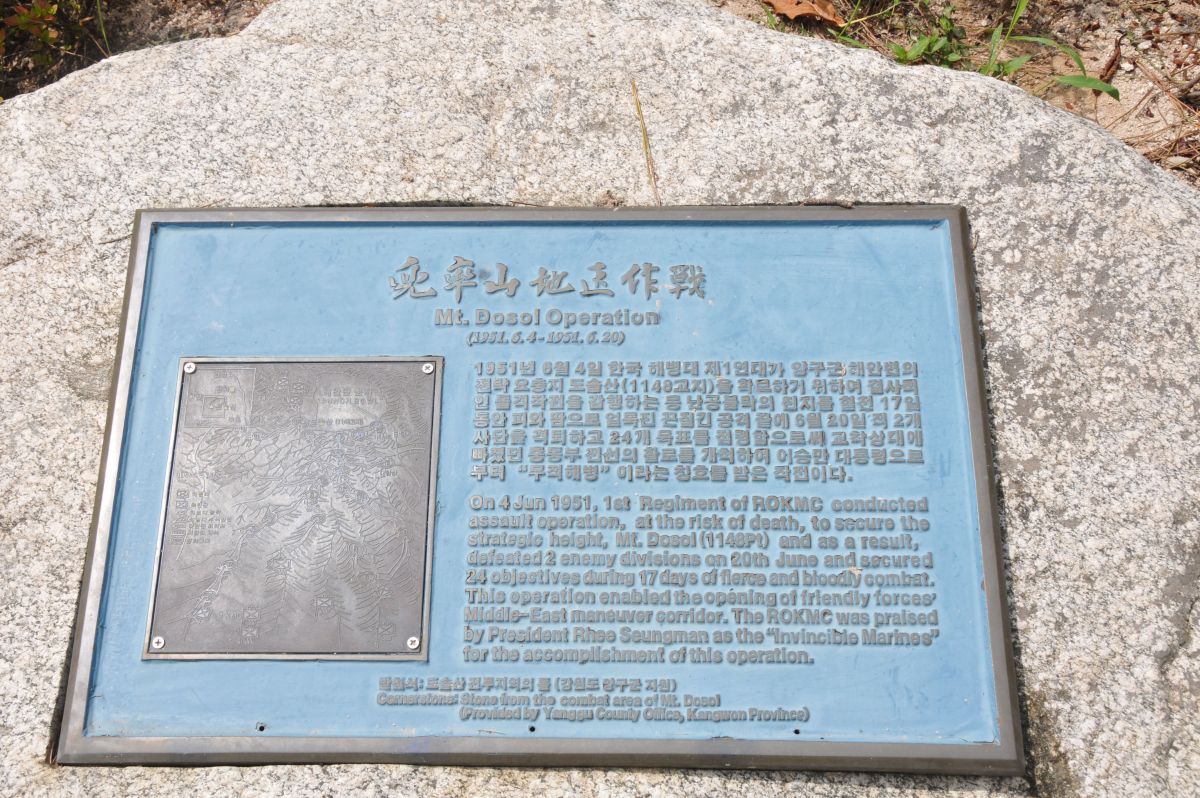 兜率山地區作戰
Mt. Dosol Operation
(1951. 6. 4 - 1951. 6. 20)
1951년 6월 4일 한국 해병대 제1연대가 양구군 해안면의
전략 요충지 도솔산(1148고지)을 확보하기 위하여 결사적
인 돌격작전을 감행하는 등 난공불락의 진지를 혈전 17일
동안 피와 땀으로 얼룩진 끈질긴 공격 끝에 6월 20일 적 2개
사단을 격퇴하고 24개 목표를 점령함으로써 교착상태에
빠졌던 중동부 전선의 활로를 개척하여 이승만 대통령으로
부터 "무적해병" 이라는 칭호를 받은 작전이다.
On 4 Jun 1951, 1st Regiment of ROKMC conducted
assault operation, at the risk of death, to secure the
strategic height, Mt. Dosol (1148Pt) and as a result,
defeated 2 enemy divisions on 20th June and secured
24 objectives during 17 days of fierce and bloody combat.
This operation enabled the opening of friendly forces'
Middle-East maneuver corridor. The ROKMC was praised
by President Rhee Seungman as the "Invincible Marines"
for the accomplishment of this operation.
받침석: 도솔산 전투지역의 돌 (강원도 양구군 지원)
Cornerstone: Stone from the combat area of Mt. Dosol
(Provided by Yanggu County Office, Kangwon Province)